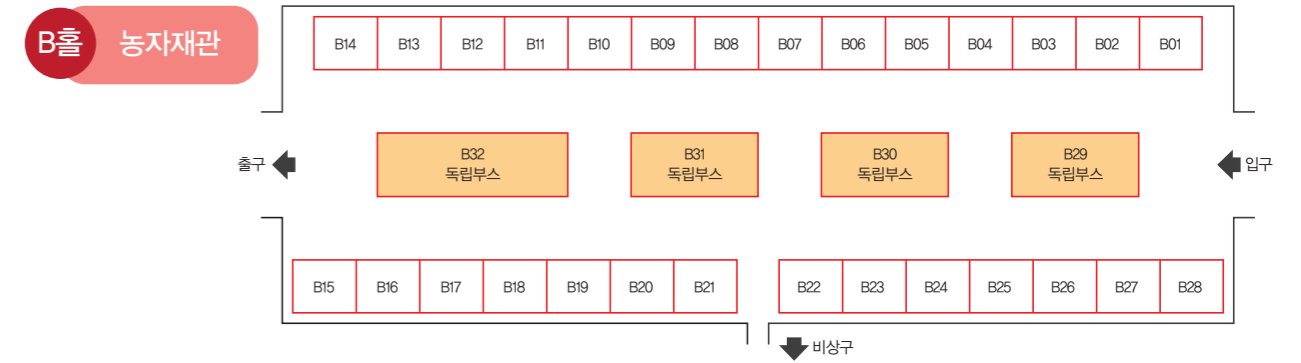 B홀 농자재관
B14 B13 B12 B11 B10 B09 B08 B07 B06 B05 B04 B03 B02 B01
출구
B32
독립부스
B31
독립부스
B30
독립부스
B29
독립부스
입구
B15 B16 B17 B18 B19 B20 B21 B22 B23 B24 B25 B26 B27 B28
비상구